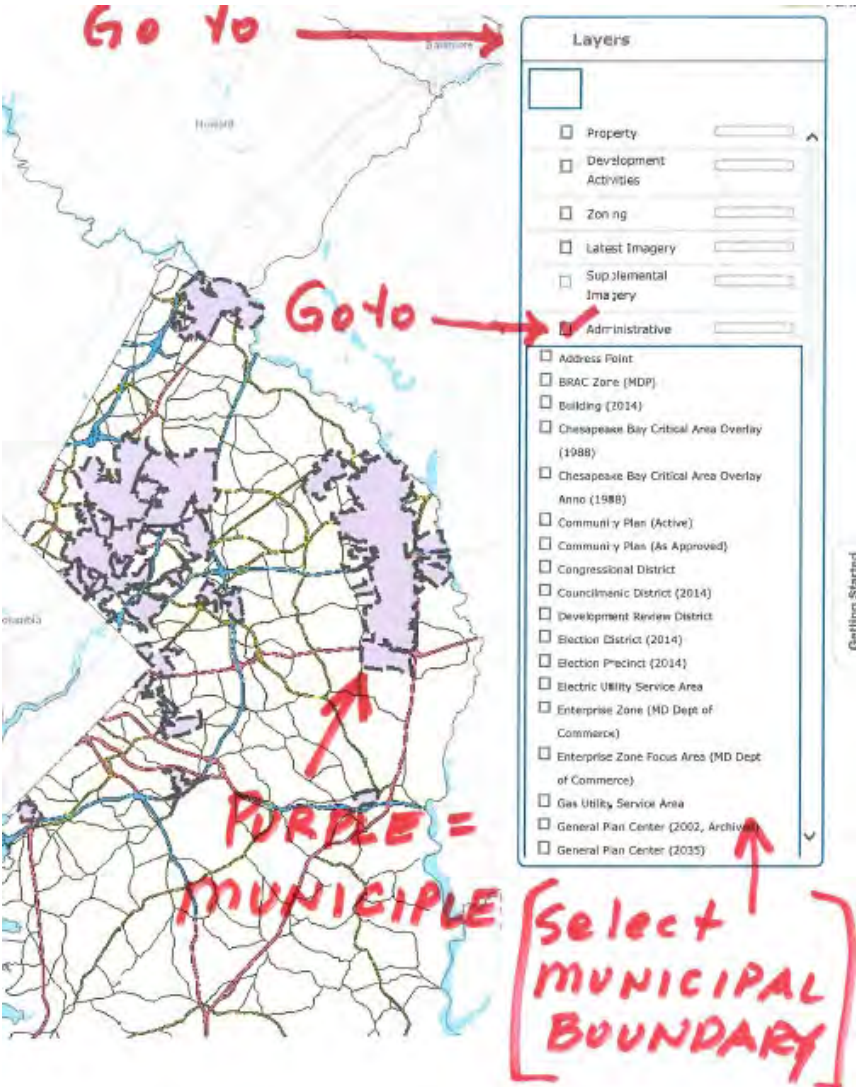 Go to
Baltimore
Howard
Layers
Property
Development
Activities
Zoning
Latest Imagery
Supplemental
Imagery
Go to
Administrative
Address Point
BRAC Zone (MDP)
Building (2014)
Chesapeake Bay Critical Area Overlay
(1988)
Chesapeake Bay Critical Area Overlay
Anno (1988)
Community Plan (Active)
Community Plan (As Approved)
Congressional District
Councilmanic District (2014)
Development Review District
Election District (2014)
Election Precinct (2014)
Electric Utility Service Area
Enterprise Zone (MD Dept of
Commerce)
Enterprise Zone Focus Area (MD Dept
of Commerce)
Gas Utility Service Area
General Plan Center (2002, Archived)
General Plan Center (2035)
Getting Started
olumbia
PURPLE =
MUNICIPLE
[Select
MUNICIPAL
BOUNDARY]